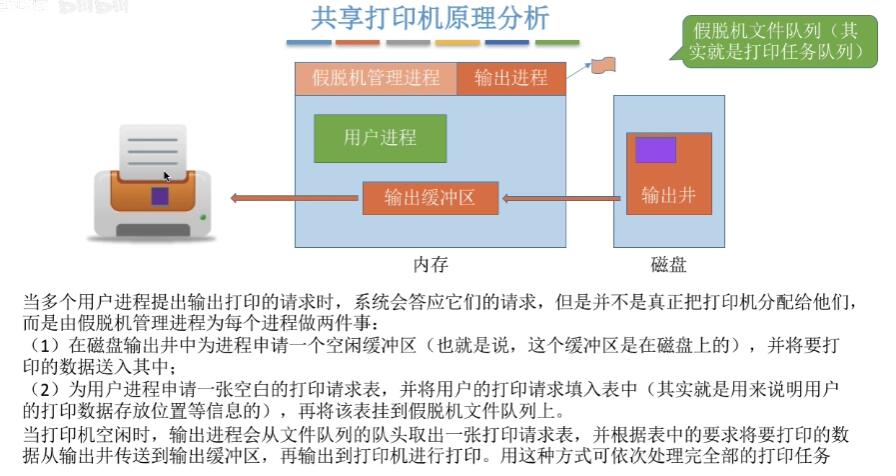 共享打印机原理分析
假脱机文件队列（其
实就是打印任务队列）
假脱机管理进程
输出进程
用户进程
输出缓冲区
输出井
内存
磁盘
当多个用户进程提出输出打印的请求时，系统会答应它们的请求，但是并不是真正把打印机分配给他们，
而是由假脱机管理进程为每个进程做两件事：
（1）在磁盘输出井中为进程申请一个空闲缓冲区（也就是说，这个缓冲区是在磁盘上的），并将要打
印的数据送入其中；
（2）为用户进程申请一张空白的打印请求表，并将用户的打印请求填入表中（其实就是用来说明用户
的打印数据存放位置等信息的），再将该表挂到假脱机文件队列上。
当打印机空闲时，输出进程会从文件队列的队头取出一张打印请求表，并根据表中的要求将要打印的数
据从输出井传送到输出缓冲区，再输出到打印机进行打印。用这种方式可依次处理完全部的打印任务